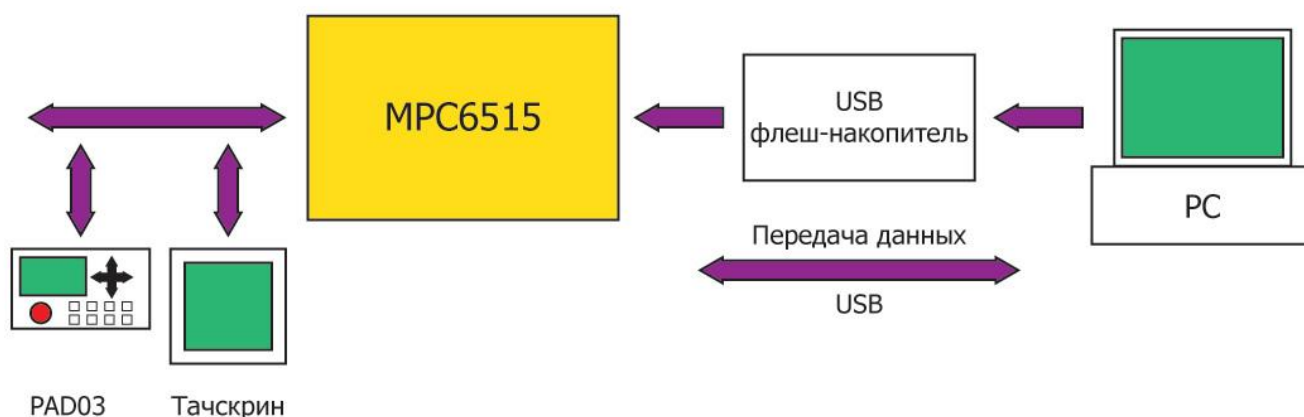 MPC6515
USB
флеш-накопитель
PC
Передача данных
USB
PAD03
Тачскрин